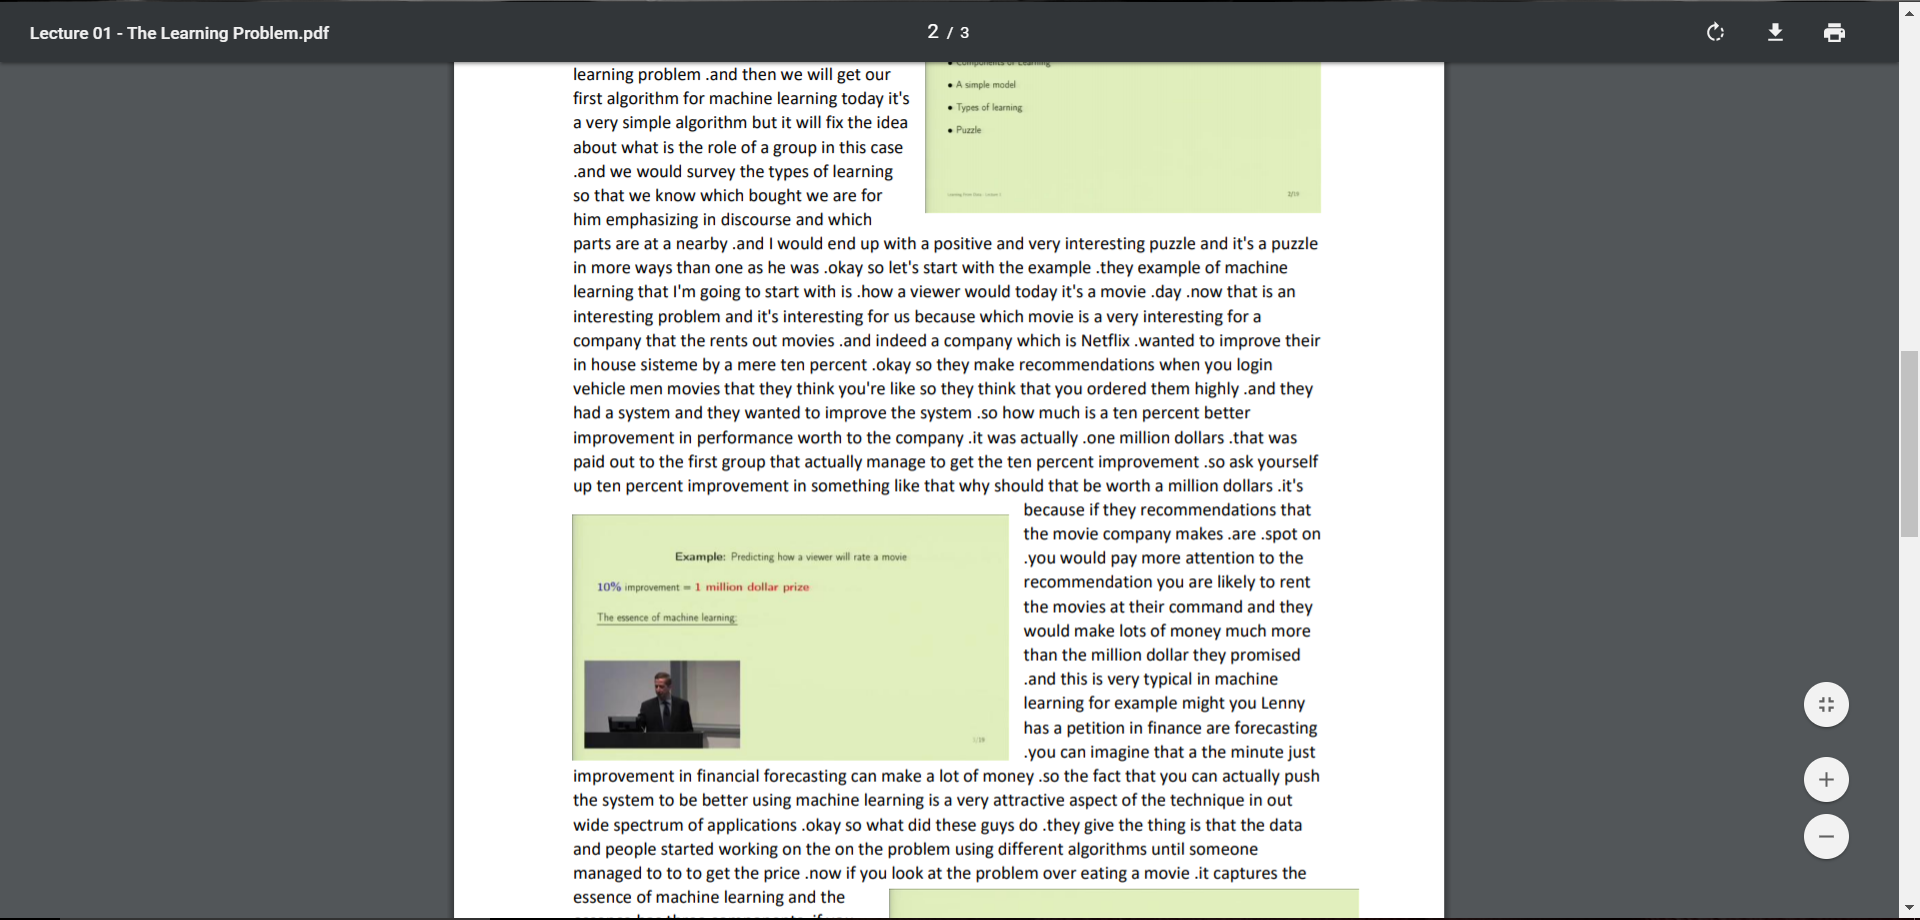 Lecture 01 - The Learning Problem.pdf
2 / 3
learning problem .and then we will get our
first algorithm for machine learning today it's
a very simple algorithm but it will fix the idea
about what is the role of a group in this case
.and we would survey the types of learning
so that we know which bought we are for
him emphasizing in discourse and which
• Components of Learning
• A simple model
• Types of learning
• Puzzle
2/19
parts are at a nearby .and I would end up with a positive and very interesting puzzle and it's a puzzle
in more ways than one as he was .okay so let's start with the example .they example of machine
learning that I'm going to start with is .how a viewer would today it's a movie .day .now that is an
interesting problem and it's interesting for us because which movie is a very interesting for a
company that the rents out movies .and indeed a company which is Netflix .wanted to improve their
in house sisteme by a mere ten percent .okay so they make recommendations when you login
vehicle men movies that they think you're like so they think that you ordered them highly .and they
had a system and they wanted to improve the system .so how much is a ten percent better
improvement in performance worth to the company .it was actually .one million dollars .that was
paid out to the first group that actually manage to get the ten percent improvement .so ask yourself
up ten percent improvement in something like that why should that be worth a million dollars .it's
because if they recommendations that
the movie company makes .are .spot on
.you would pay more attention to the
recommendation you are likely to rent
the movies at their command and they
would make lots of money much more
than the million dollar they promised
.and this is very typical in machine
learning for example might you Lenny
has a petition in finance are forecasting
.you can imagine that a the minute just
Example: Predicting how a viewer will rate a movie
10% improvement = 1 million dollar prize
The essence of machine learning:
improvement in financial forecasting can make a lot of money .so the fact that you can actually push
the system to be better using machine learning is a very attractive aspect of the technique in out
wide spectrum of applications .okay so what did these guys do .they give the thing is that the data
and people started working on the on the problem using different algorithms until someone
managed to to to get the price .now if you look at the problem over eating a movie .it captures the
essence of machine learning and the